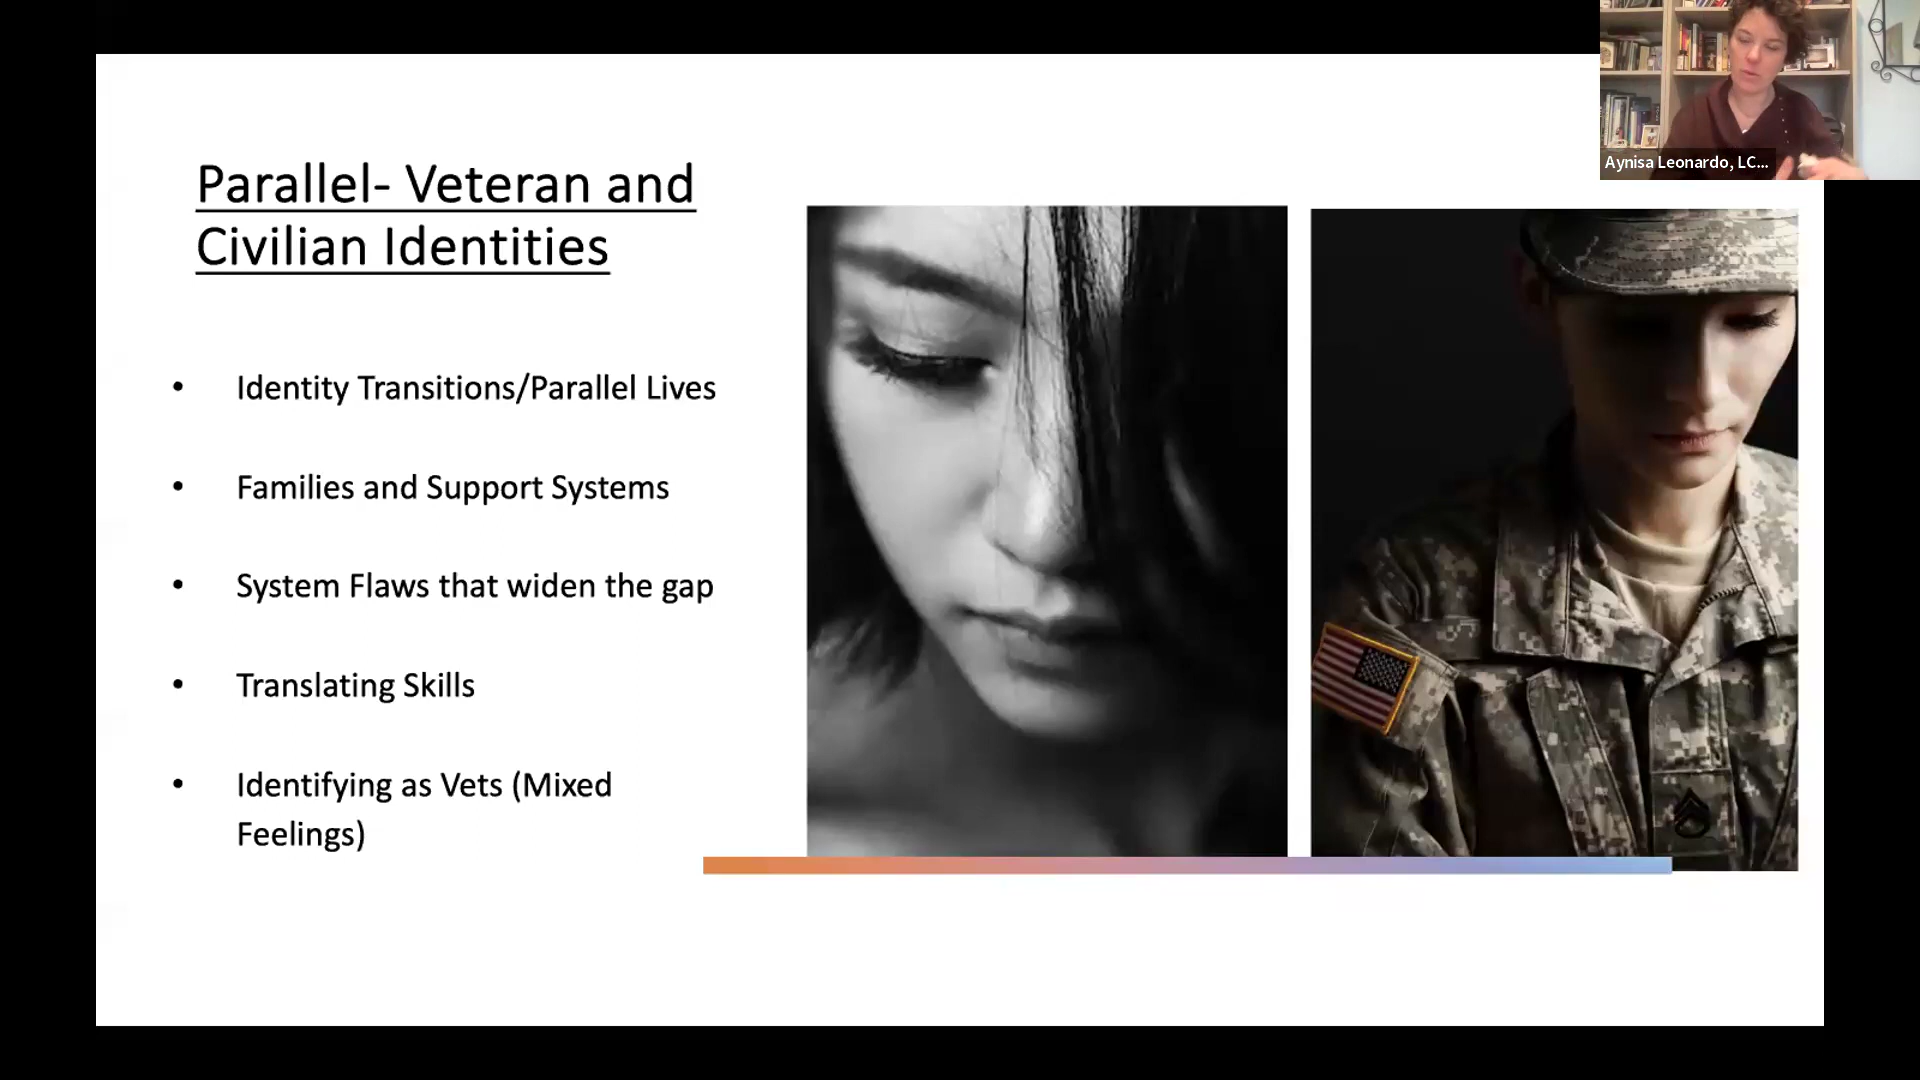 Aynisa Leonardo, LC...
Parallel- Veteran and
Civilian Identities
• Identity Transitions/Parallel Lives
• Families and Support Systems
• System Flaws that widen the gap
• Translating Skills
• Identifying as Vets (Mixed
Feelings)